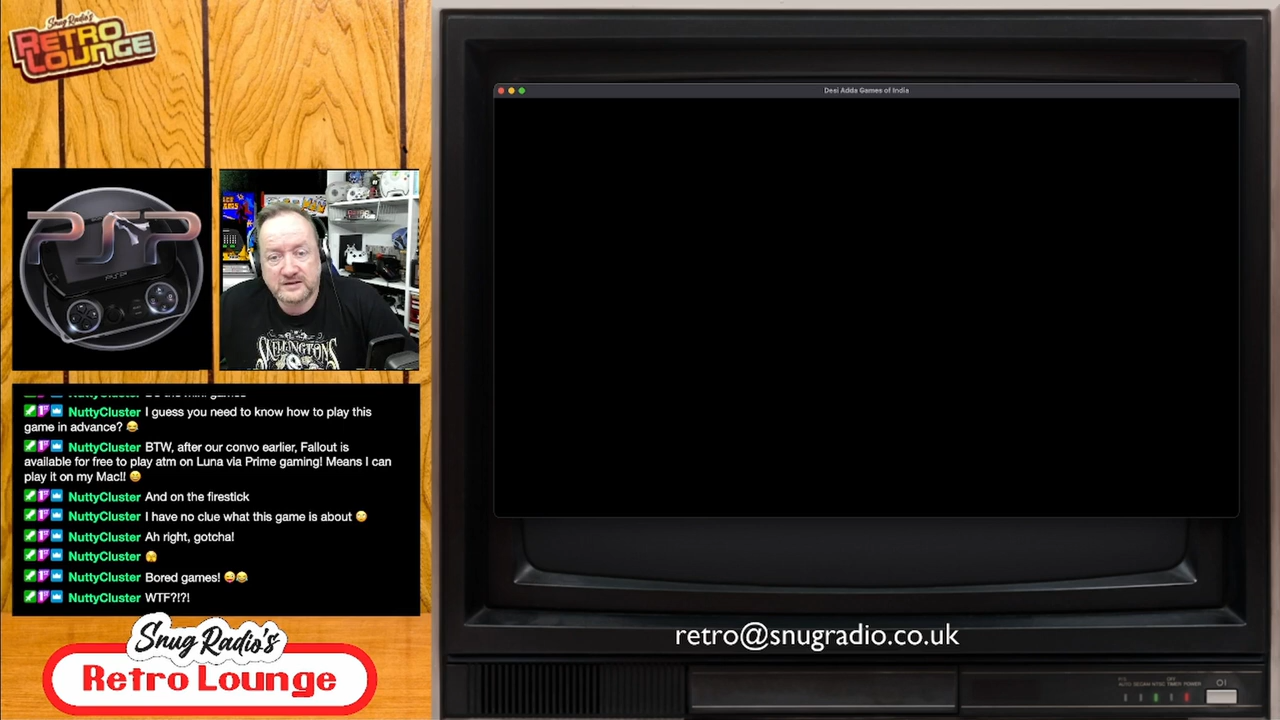 Snug Radio's
RETRO
LOUNGE
Desi Adda Games of India
PSP
SKELLINGTONS
NuttyCluster I guess you need to know how to play this
game in advance? 😂
NuttyCluster BTW, after our convo earlier, Fallout is
available for free to play atm on Luna via Prime gaming! Means I can
play it on my Mac!! 😀
NuttyCluster And on the firestick
NuttyCluster I have no clue what this game is about 🙄
NuttyCluster Ah right, gotcha!
NuttyCluster 🫣
NuttyCluster Bored games! 😜😂
NuttyCluster WTF?!?!
Snug Radio's
Retro Lounge
retro@snugradio.co.uk